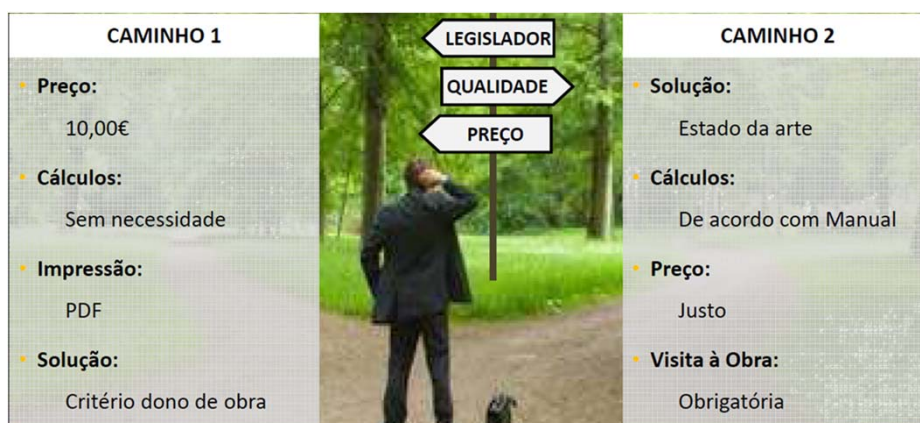 CAMINHO 1
Preço:
10,00€
Cálculos:
Sem necessidade
Impressão:
PDF
Solução:
Critério dono de obra
LEGISLADOR
QUALIDADE
PREÇO
CAMINHO 2
Solução:
Estado da arte
Cálculos:
De acordo com Manual
Preço:
Justo
Visita à Obra:
Obrigatória